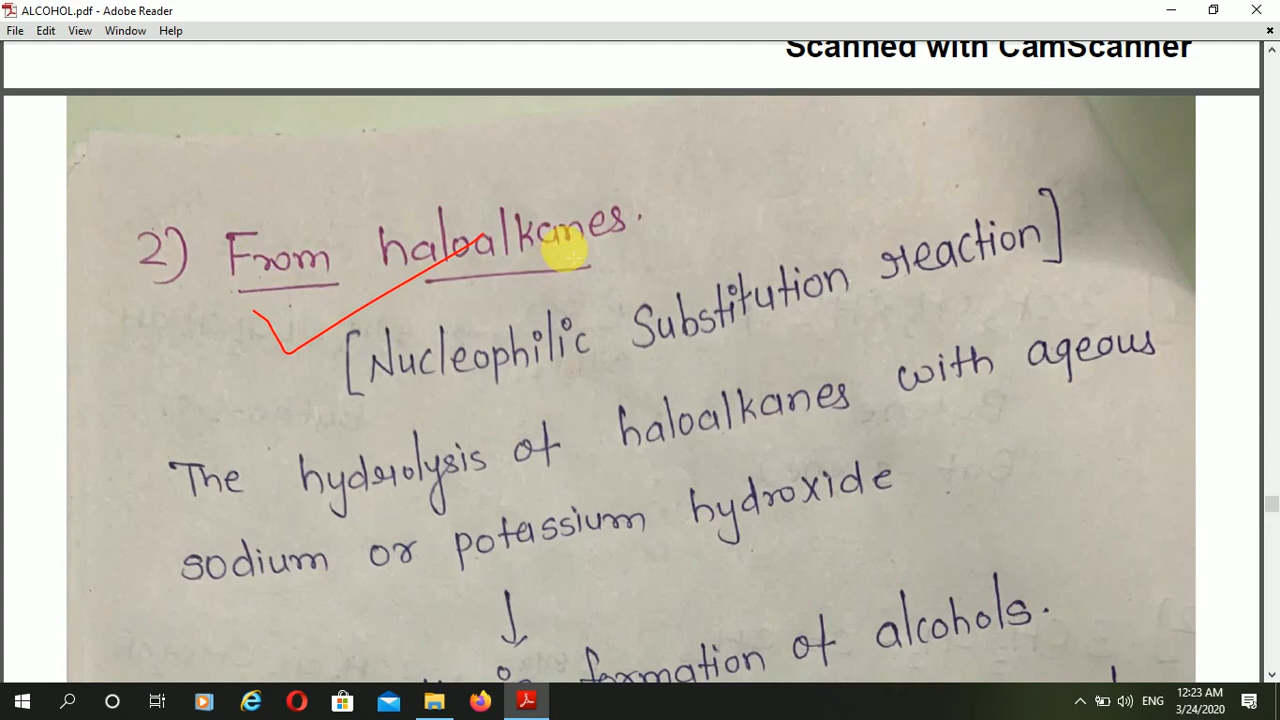 ALCOHOL.pdf - Adobe Reader
File Edit View Window Help
Scanned with CamScanner
2) From haloalkanes.
[Nucleophilic Substitution reaction]
The hydrolysis of haloalkanes with aqeous
sodium or potassium hydroxide
↓
formation of alcohols.
ENG
12:23 AM
3/24/2020